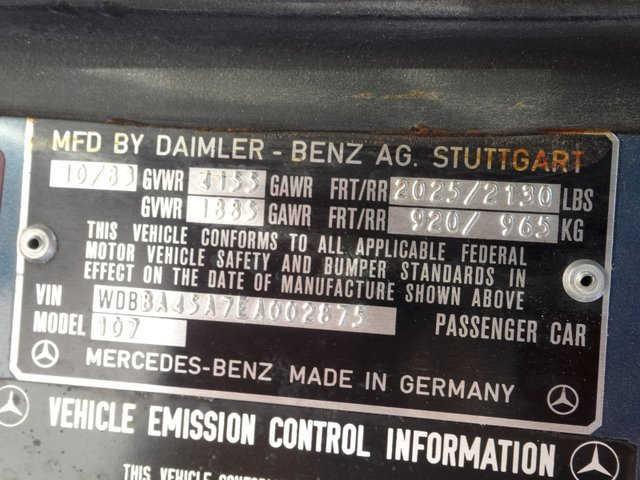 MFD BY DAIMLER - BENZ AG. STUTTGART
10/83 GVWR 4155 GAWR FRT/RR 2025/2130 LBS
GVWR 1885 GAWR FRT/RR 920/ 965 KG
THIS VEHICLE CONFORMS TO ALL APPLICABLE FEDERAL
MOTOR VEHICLE SAFETY AND BUMPER STANDARDS IN
EFFECT ON THE DATE OF MANUFACTURE SHOWN ABOVE
VIN WDBBA45A7EA002875
MODEL 107 PASSENGER CAR
MERCEDES-BENZ MADE IN GERMANY
VEHICLE EMISSION CONTROL INFORMATION
THIS VEHICLE